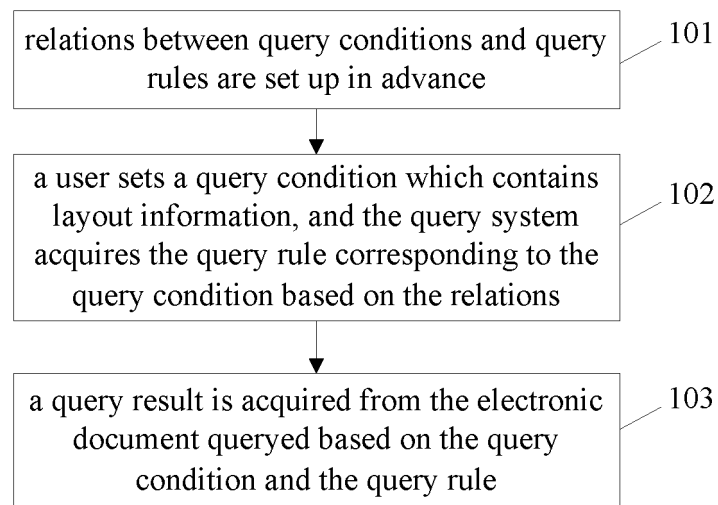 relations between query conditions and query
rules are set up in advance
101
a user sets a query condition which contains
layout information, and the query system
acquires the query rule corresponding to the
query condition based on the relations
102
a query result is acquired from the electronic
document queryed based on the query
condition and the query rule
103